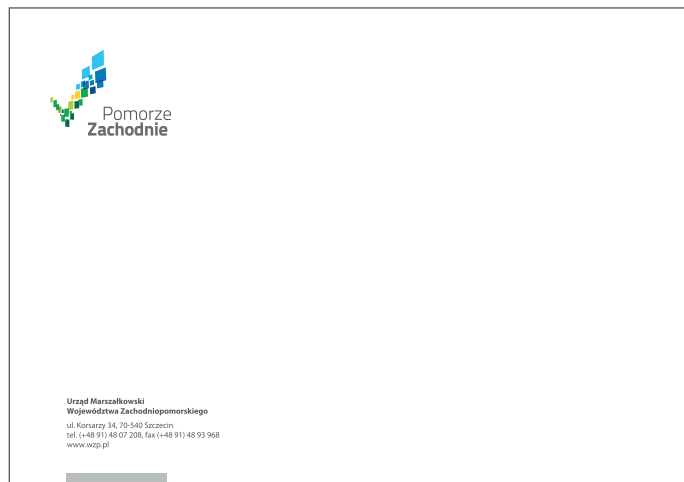 Pomorze
Zachodnie
Urząd Marszałkowski
Województwa Zachodniopomorskiego
ul. Korsarzy 34, 70-540 Szczecin
tel. (+48 91) 48 07 208, fax (+48 91) 48 93 968
www.wzp.pl